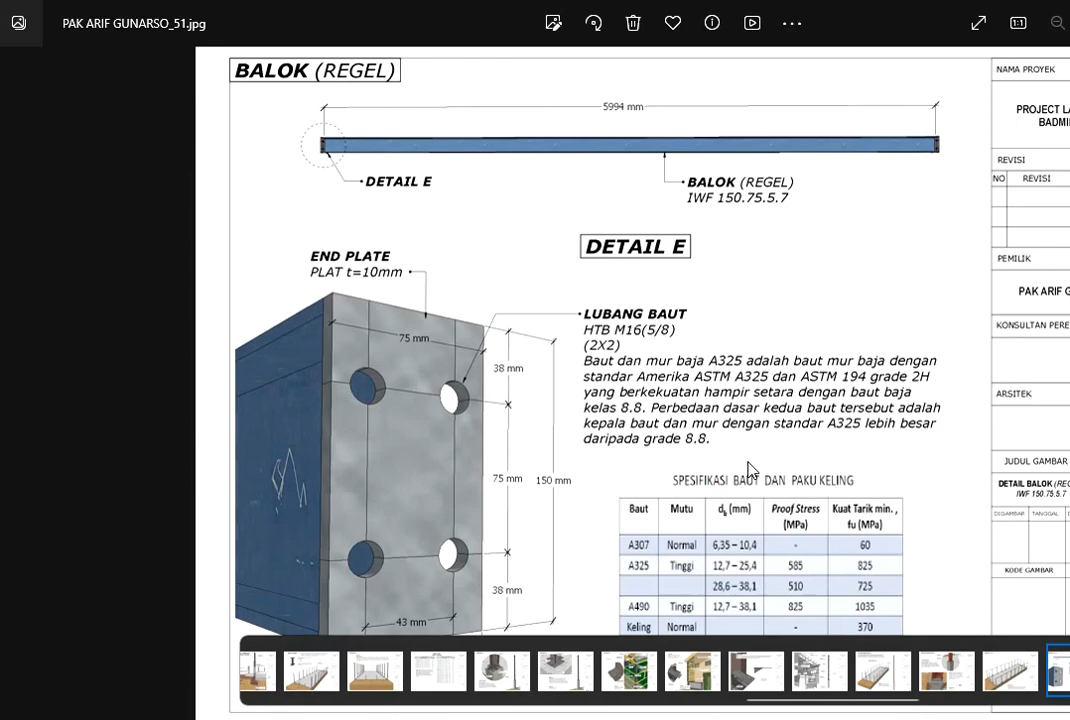 PAK ARIF GUNARSO_51.jpg
1:1
BALOK (REGEL)
5994 mm
DETAIL E
BALOK (REGEL)
IWF 150.75.5.7
DETAIL E
END PLATE
PLAT t=10mm
LUBANG BAUT
HTB M16(5/8)
(2X2)
Baut dan mur baja A325 adalah baut mur baja dengan
standar Amerika ASTM A325 dan ASTM 194 grade 2H
yang berkekuatan hampir setara dengan baut baja
kelas 8.8. Perbedaan dasar kedua baut tersebut adalah
kepala baut dan mur dengan standar A325 lebih besar
daripada grade 8.8.
75 mm
38 mm
75 mm
150 mm
38 mm
43 mm
SPESIFIKASI BAUT DAN PAKU KELING
Baut Mutu db (mm) Proof Stress (MPa) Kuat Tarik min. , fu (MPa)
A307 Normal 6,35 – 10,4 - 60
A325 Tinggi 12,7 – 25,4 585 825
28,6 – 38,1 510 725
A490 Tinggi 12,7 – 38,1 825 1035
Keling Normal - 370
NAMA PROYEK
PROJECT LA
BADMI
REVISI
NO REVISI
PEMILIK
PAK ARIF G
KONSULTAN PERE
ARSITEK
JUDUL GAMBAR
DETAIL BALOK (REG
IWF 150.75.5.7
DIGAMBAR TANGGAL D
KODE GAMBAR